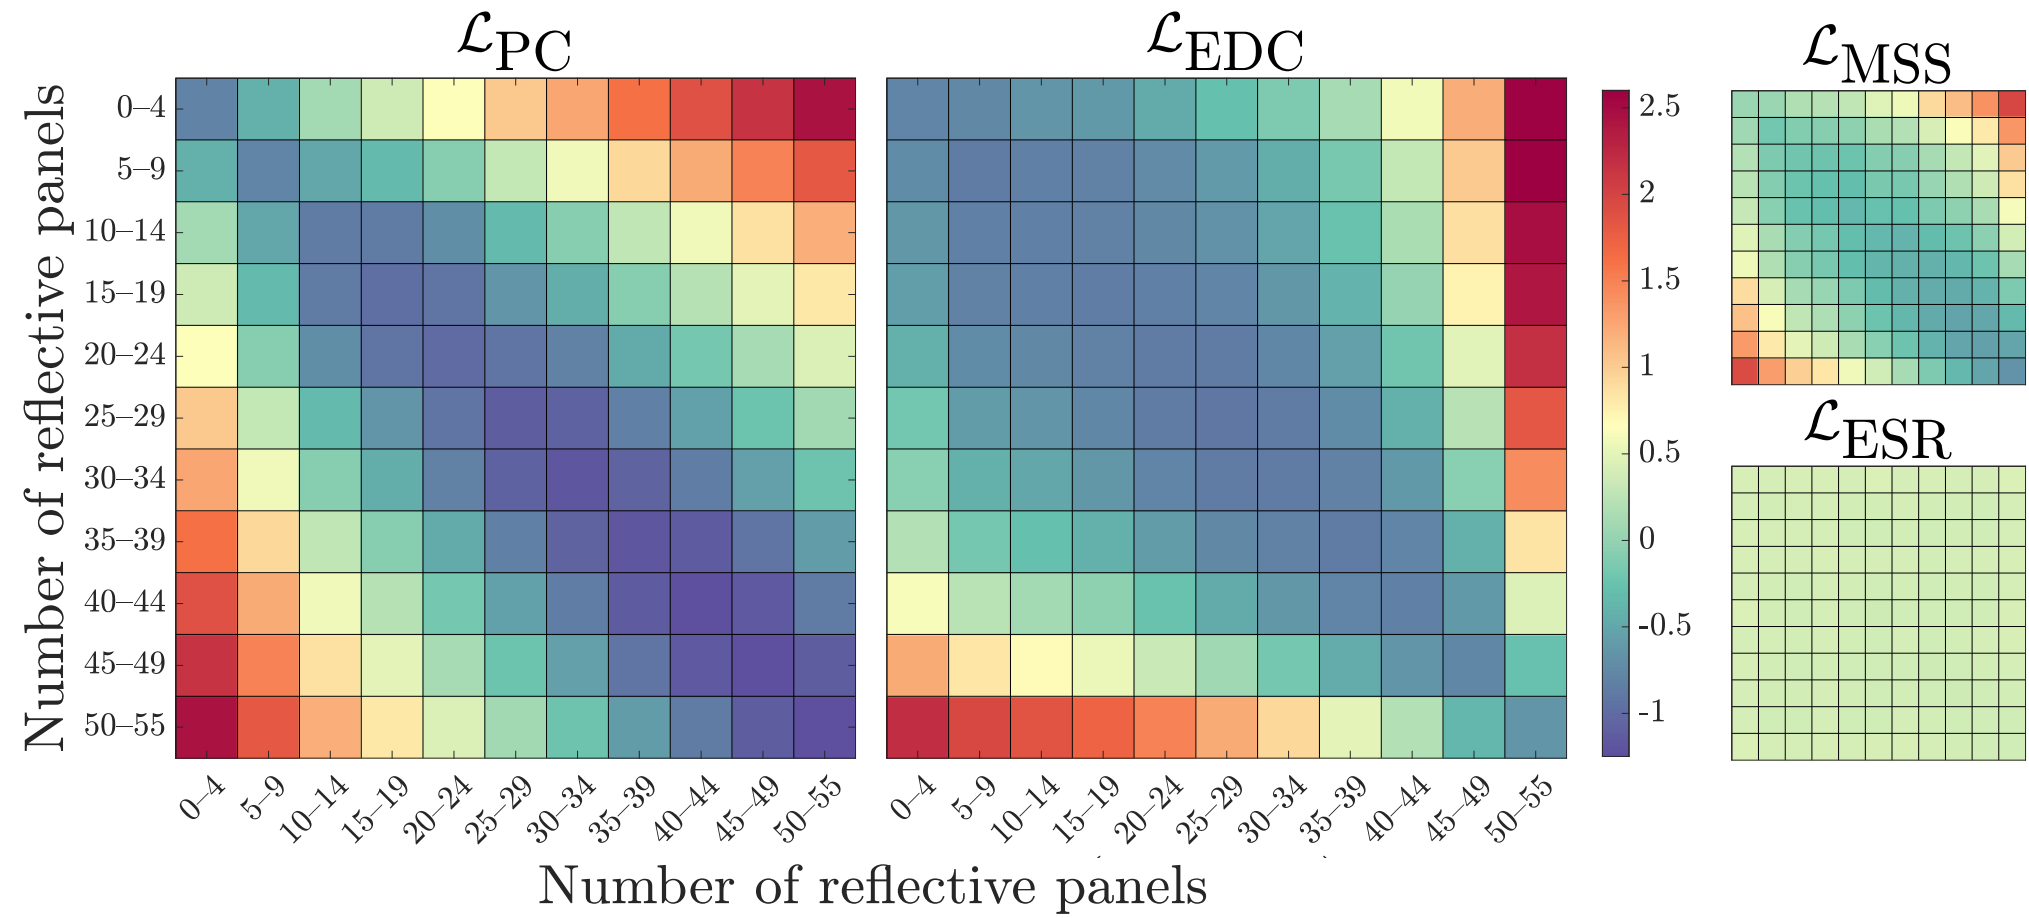 ℒPC
ℒEDC
ℒMSS
ℒESR
Number of reflective panels
0–4
5–9
10–14
15–19
20–24
25–29
30–34
35–39
40–44
45–49
50–55
0–4 5–9 10–14 15–19 20–24 25–29 30–34 35–39 40–44 45–49 50–55
0–4 5–9 10–14 15–19 20–24 25–29 30–34 35–39 40–44 45–49 50–55
2.5
2
1.5
1
0.5
0
-0.5
-1
Number of reflective panels